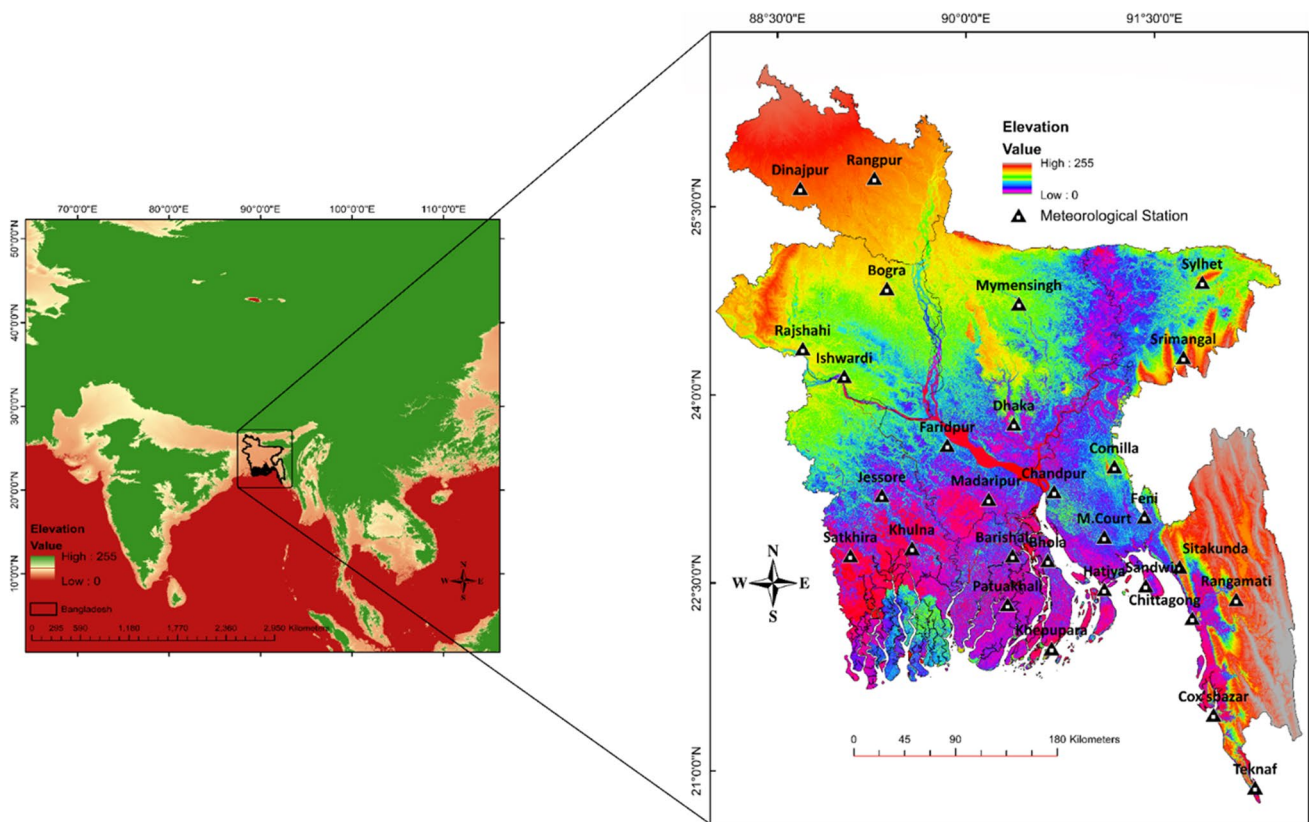 70°0'0"E 80°0'0"E 90°0'0"E 100°0'0"E 110°0'0"E
50°0'0"N
40°0'0"N
30°0'0"N
20°0'0"N
10°0'0"N
Elevation
Value
High : 255
Low : 0
Bangladesh
N
W E
S
0 295 590 1,180 1,770 2,360 2,950 Kilometers
88°30'0"E 90°0'0"E 91°30'0"E
25°30'0"N
24°0'0"N
22°30'0"N
21°0'0"N
Elevation
Value
High : 255
Low : 0
Meteorological Station
Dinajpur
Rangpur
Bogra
Mymensingh
Sylhet
Rajshahi
Ishwardi
Srimangal
Dhaka
Faridpur
Comilla
Jessore
Madaripur
Chandpur
Feni
M.Court
Satkhira
Khulna
Barishal
Bhola
Sitakunda
Hatiya
Sandwip
Rangamati
Patuakhali
Chittagong
Khepupara
Cox'sbazar
Teknaf
N
W E
S
0 45 90 180 Kilometers